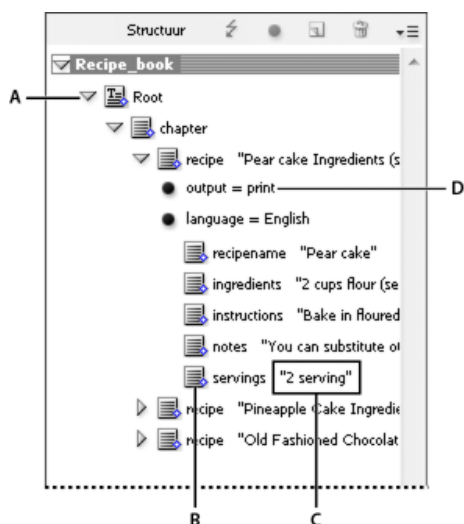 Structuur
Recipe_book
A
Root
chapter
recipe "Pear cake Ingredients (s
output = print
D
language = English
recipename "Pear cake"
ingredients "2 cups flour (se
instructions "Bake in floured
notes "You can substitute ot
servings "2 serving"
recipe "Pineapple Cake Ingredie
recipe "Old Fashioned Chocolat
B
C